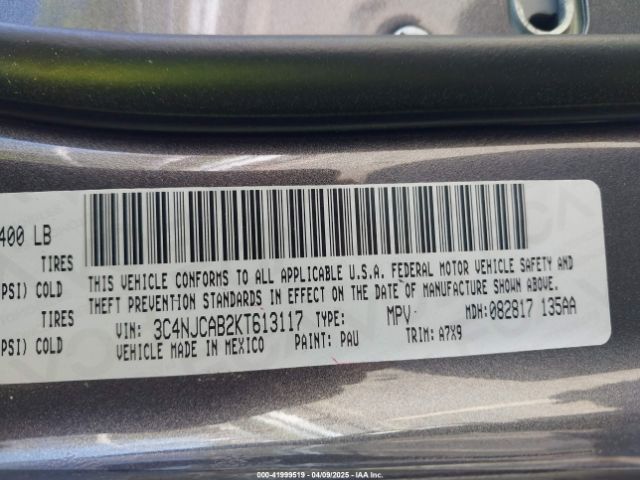 400 LB
TIRES
PSI) COLD
TIRES
PSI) COLD
THIS VEHICLE CONFORMS TO ALL APPLICABLE U.S.A. FEDERAL MOTOR VEHICLE SAFETY AND
THEFT PREVENTION STANDARDS IN EFFECT ON THE DATE OF MANUFACTURE SHOWN ABOVE.
VIN: 3C4NJCAB2KT613117 TYPE: MPV MDH: 082817 135AA
VEHICLE MADE IN MEXICO PAINT: PAU TRIM: A7X9
000-41999519 - 04/09/2025 - IAA Inc.